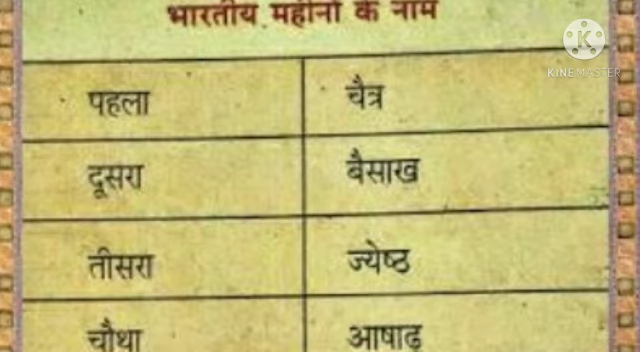 भारतीय महीनों के नाम
KINEMASTER
पहला चैत्र
दूसरा बैसाख
तीसरा ज्येष्ठ
चौथा आषाढ़